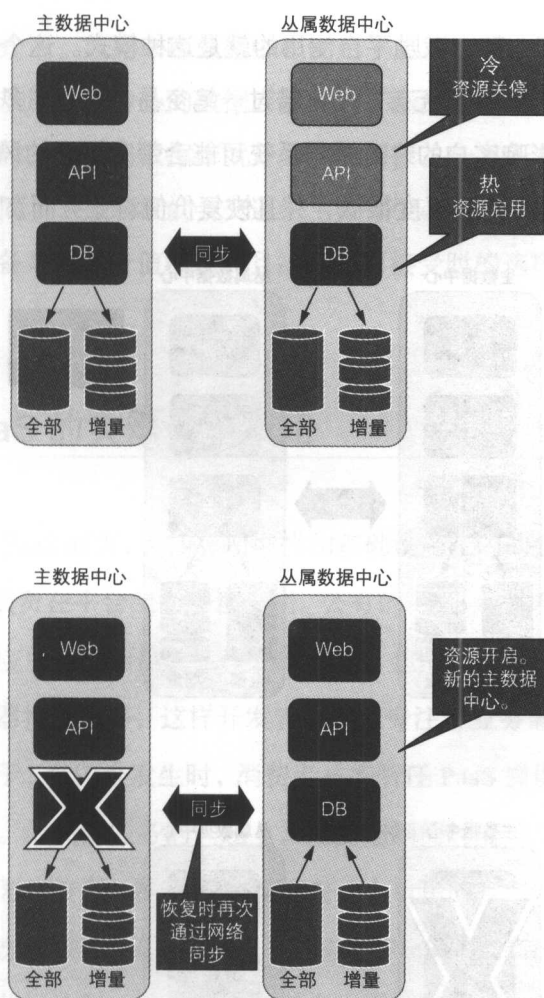 主数据中心
丛属数据中心
Web
API
DB
同步
Web
API
DB
冷
资源关停
热
资源启用
全部
增量
全部
增量
主数据中心
丛属数据中心
Web
API
同步
Web
API
DB
资源开启。
新的主数据
中心。
恢复时再次
通过网络
同步
全部
增量
全部
增量